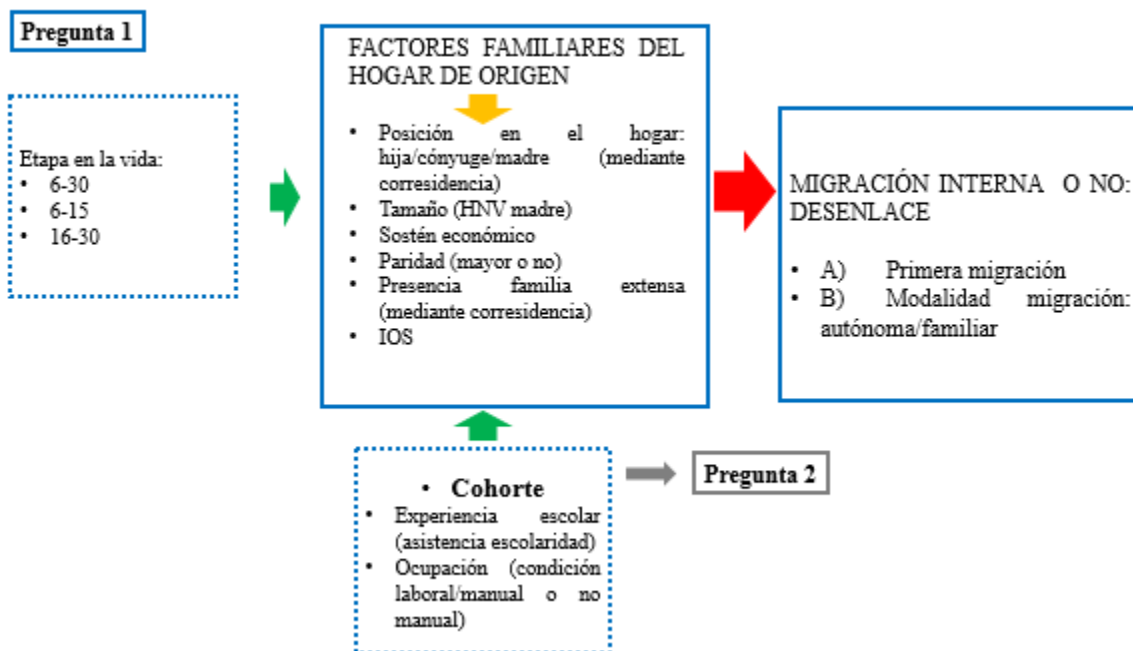 Pregunta 1
Etapa en la vida:
• 6-30
• 6-15
• 16-30
FACTORES FAMILIARES DEL
HOGAR DE ORIGEN
• Posición en el hogar:
hija/cónyuge/madre (mediante
corresidencia)
• Tamaño (HNV madre)
• Sostén económico
• Paridad (mayor o no)
• Presencia familia extensa
(mediante corresidencia)
• IOS
MIGRACIÓN INTERNA O NO:
DESENLACE
• A) Primera migración
• B) Modalidad migración:
autónoma/familiar
• Cohorte
• Experiencia escolar
(asistencia escolaridad)
• Ocupación (condición
laboral/manual o no
manual)
Pregunta 2